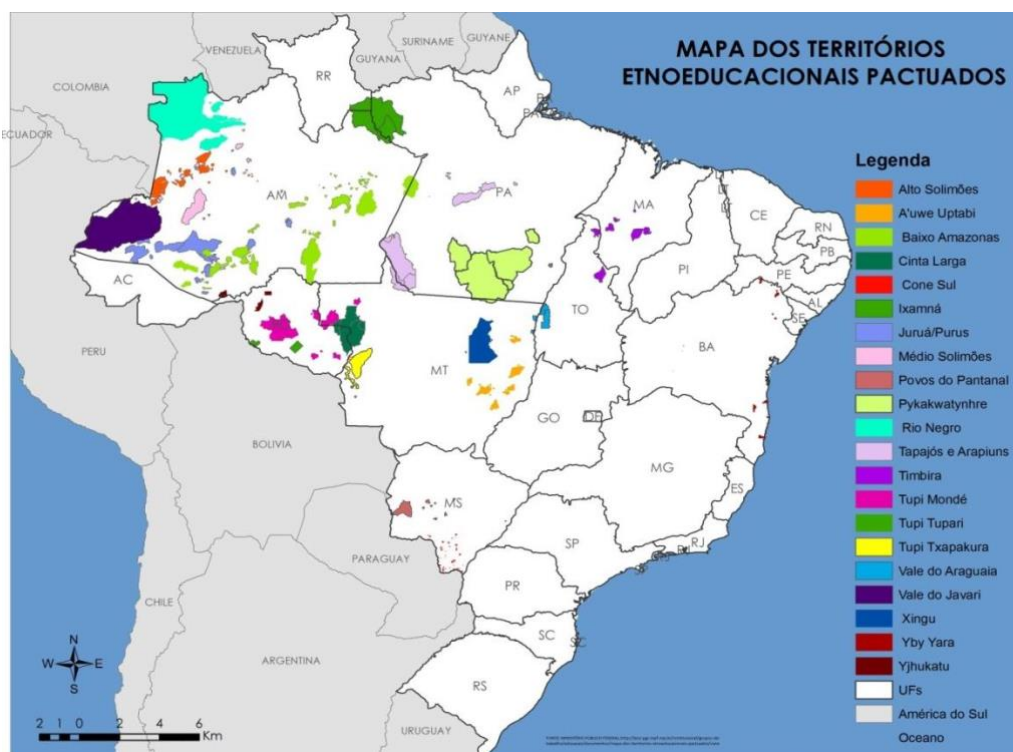 MAPA DOS TERRITÓRIOS
ETNOEDUCACIONAIS PACTUADOS
VENEZUELA
SURINAME
GUYANE
GUYANA
COLOMBIA
RR
AP
ECUADOR
AM
PA
MA
CE
RN
PB
PI
PE
AL
SE
AC
TO
BA
PERU
MT
GO
DF
BOLIVIA
MG
ES
MS
SP
RJ
PARAGUAY
PR
CHILE
SC
SC
ARGENTINA
RS
URUGUAY
Legenda
Alto Solimões
A'uwe Uptabi
Baixo Amazonas
Cinta Larga
Cone Sul
Ixamná
Juruá/Purus
Médio Solimões
Povos do Pantanal
Pykakwatynhre
Rio Negro
Tapajós e Arapiuns
Timbira
Tupi Mondé
Tupi Tupari
Tupi Txapakura
Vale do Araguaia
Vale do Javari
Xingu
Yby Yara
Yjhukatu
UFs
América do Sul
Oceano
N
W E
S
2 1 0 2 4 6
Km